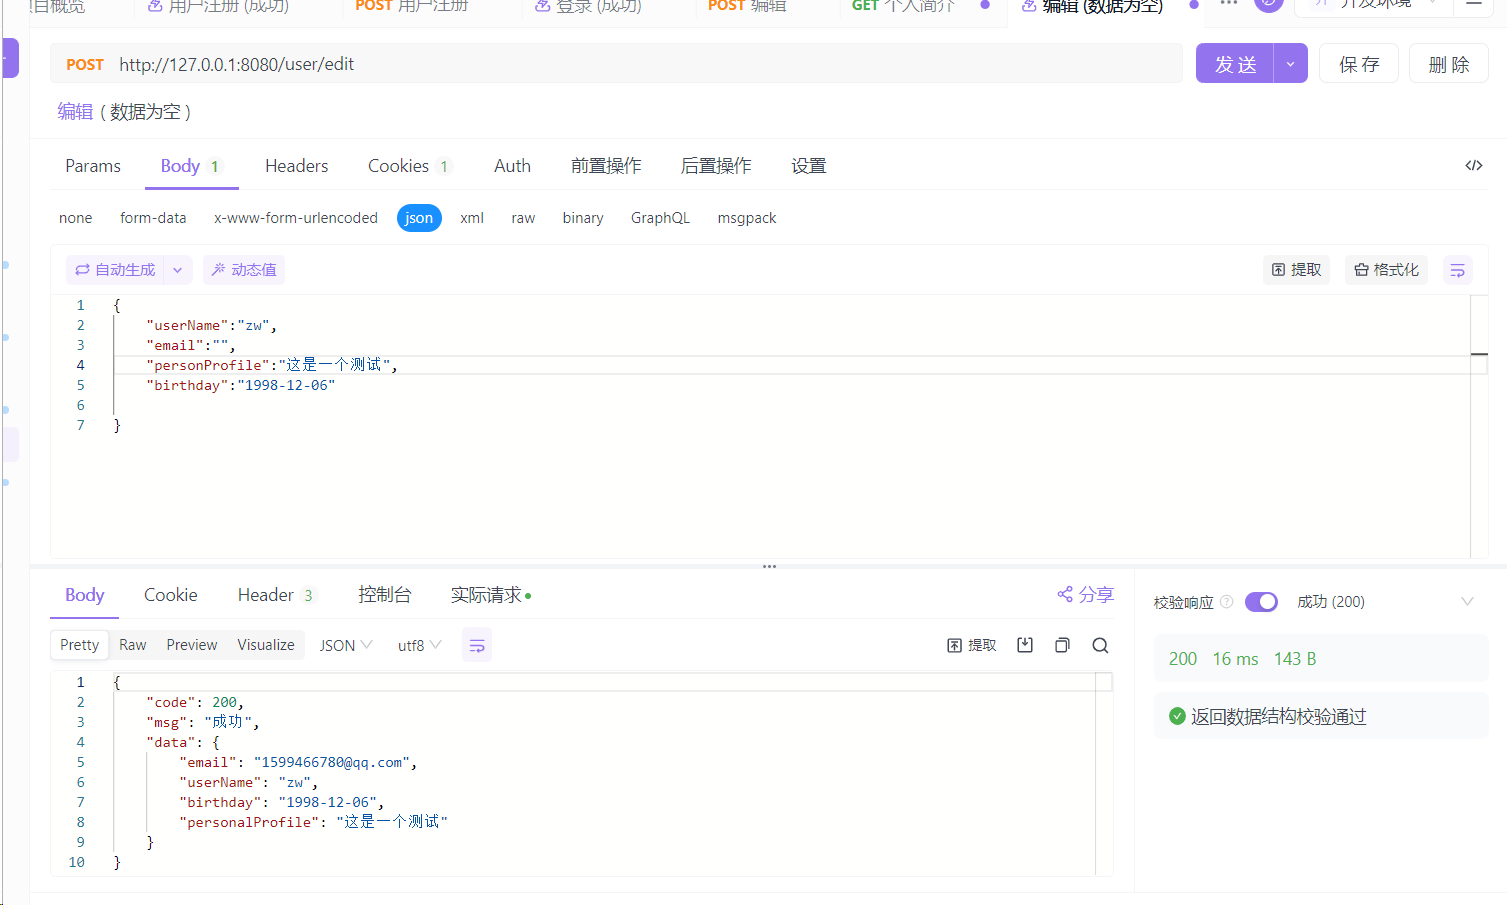 项目概览 用户注册 (成功) POST 用户注册 登录 (成功) POST 编辑 GET 个人简介 编辑 (数据为空) 开发环境
POST http://127.0.0.1:8080/user/edit 发 送 保 存 删 除
编辑 ( 数据为空 )
Params Body 1 Headers Cookies 1 Auth 前置操作 后置操作 设置
none form-data x-www-form-urlencoded json xml raw binary GraphQL msgpack
自动生成 动态值 提取 格式化
1 {
2 "userName":"zw",
3 "email":"",
4 "personProfile":"这是一个测试",
5 "birthday":"1998-12-06"
6
7 }
Body Cookie Header 3 控制台 实际请求 分享
校验响应 成功 (200)
Pretty Raw Preview Visualize JSON utf8 提取
200 16 ms 143 B
返回数据结构校验通过
1 {
2 "code": 200,
3 "msg": "成功",
4 "data": {
5 "email": "1599466780@qq.com",
6 "userName": "zw",
7 "birthday": "1998-12-06",
8 "personalProfile": "这是一个测试"
9 }
10 }